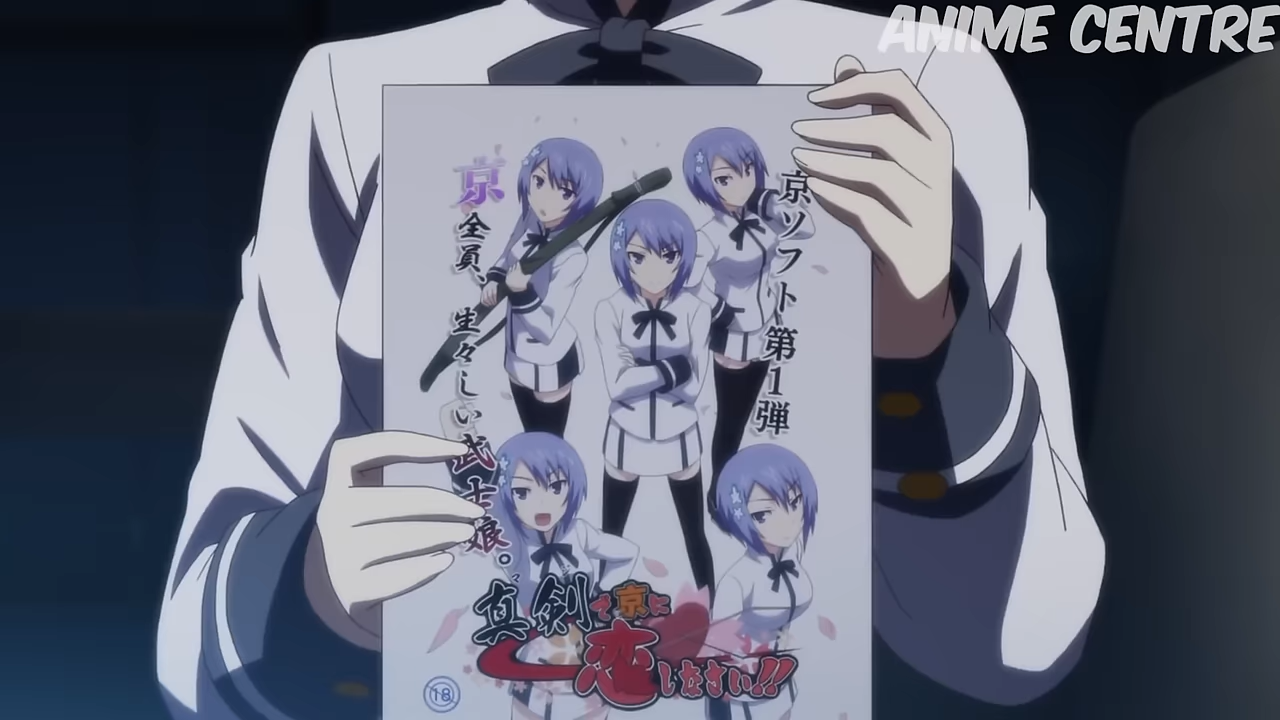 ANIME CENTRE
京ソフト第1弾
京全員、生々しい武士娘。
真剣で京に
恋しなさい!!
18